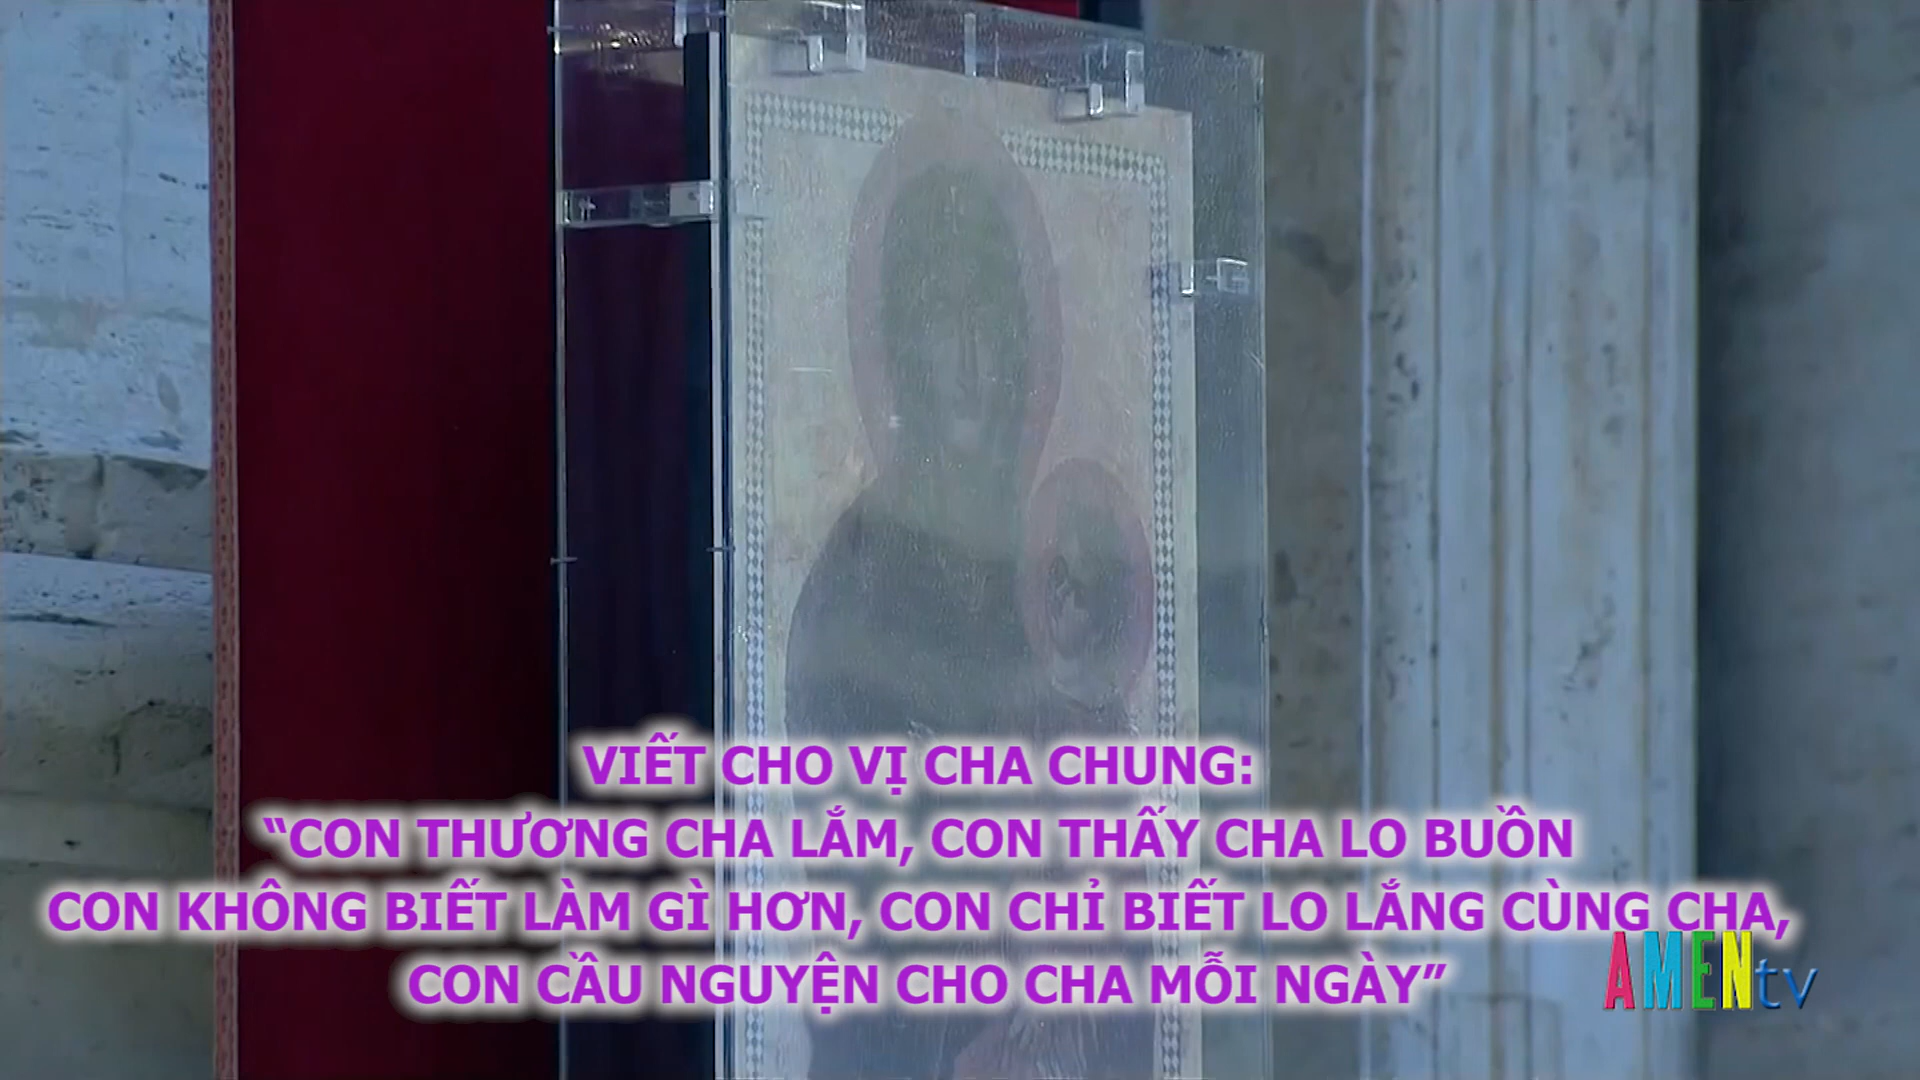 VIẾT CHO VỊ CHA CHUNG:
“CON THƯƠNG CHA LẮM, CON THẤY CHA LO BUỒN
CON KHÔNG BIẾT LÀM GÌ HƠN, CON CHỈ BIẾT LO LẮNG CÙNG CHA,
CON CẦU NGUYỆN CHO CHA MỖI NGÀY”
AMENtv